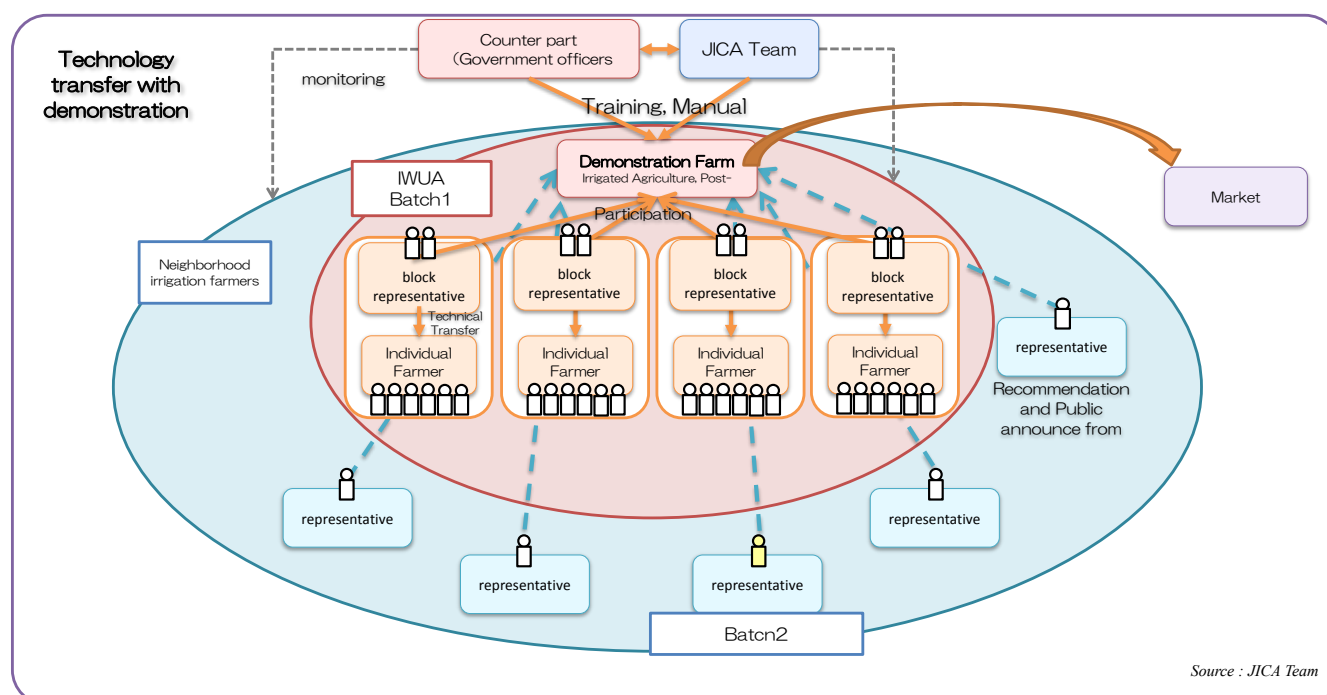 Technology
transfer with
demonstration
monitoring
Counter part
(Government officers
JICA Team
Training, Manual
Demonstration Farm
Irrigated Agriculture, Post-
Market
IWUA
Batch1
Participation
Neighborhood
irrigation farmers
block
representative
block
representative
block
representative
block
representative
Technical
Transfer
Individual
Farmer
Individual
Farmer
Individual
Farmer
Individual
Farmer
representative
Recommendation
and Public
announce from
representative
representative
representative
representative
Batcn2
Source : JICA Team